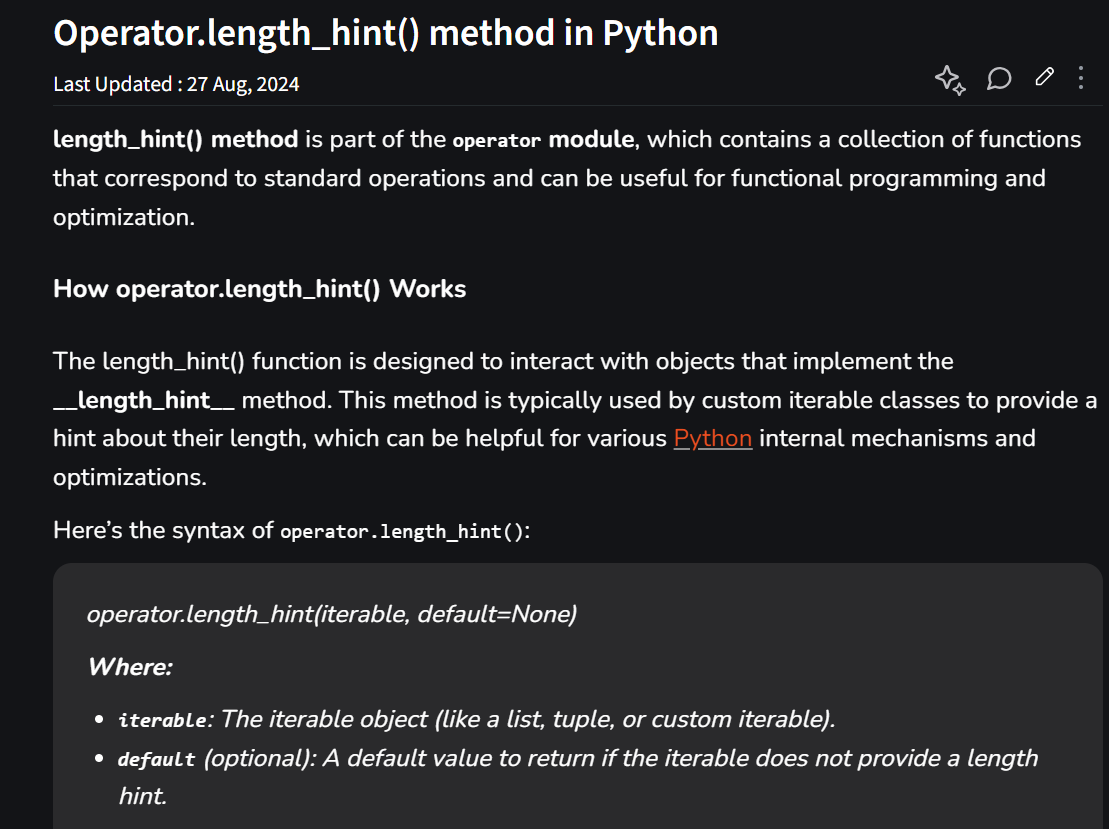 Operator.length_hint() method in Python
Last Updated : 27 Aug, 2024
length_hint() method is part of the operator module, which contains a collection of functions
that correspond to standard operations and can be useful for functional programming and
optimization.
How operator.length_hint() Works
The length_hint() function is designed to interact with objects that implement the
__length_hint__ method. This method is typically used by custom iterable classes to provide a
hint about their length, which can be helpful for various Python internal mechanisms and
optimizations.
Here’s the syntax of operator.length_hint():
operator.length_hint(iterable, default=None)
Where:
• iterable: The iterable object (like a list, tuple, or custom iterable).
• default (optional): A default value to return if the iterable does not provide a length
hint.